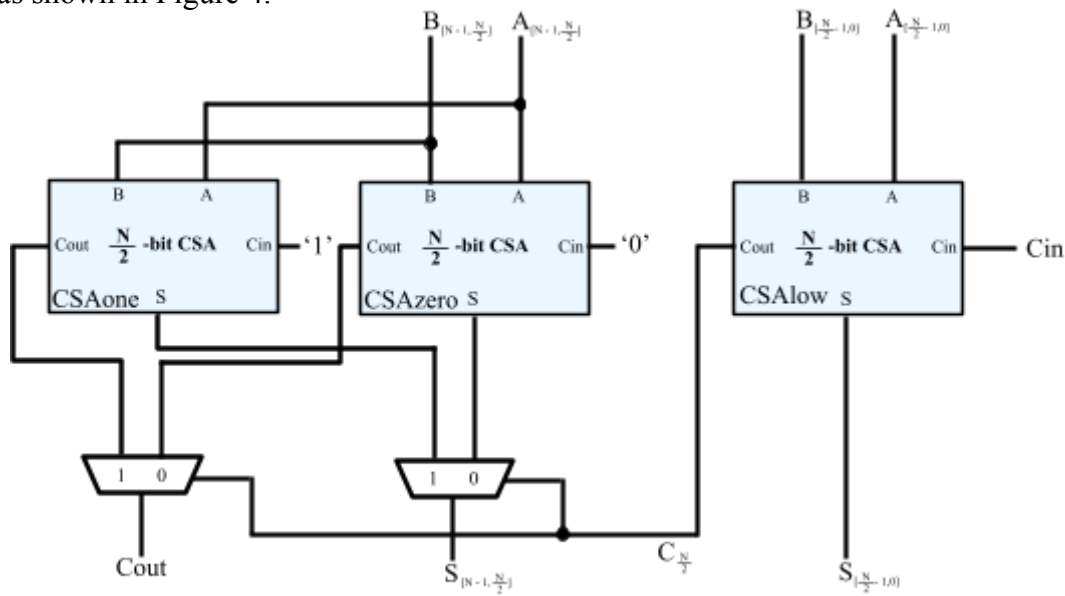 as shown in Figure 4.
B[N - 1, N/2] A[N - 1, N/2] B[N/2 - 1,0] A[N/2 - 1,0]
B A B A B A
Cout N/2 -bit CSA Cin '1' Cout N/2 -bit CSA Cin '0' Cout N/2 -bit CSA Cin Cin
CSAone S CSAzero S CSAlow S
1 0 1 0
Cout S[N - 1, N/2] C N/2 S[N/2 - 1,0]